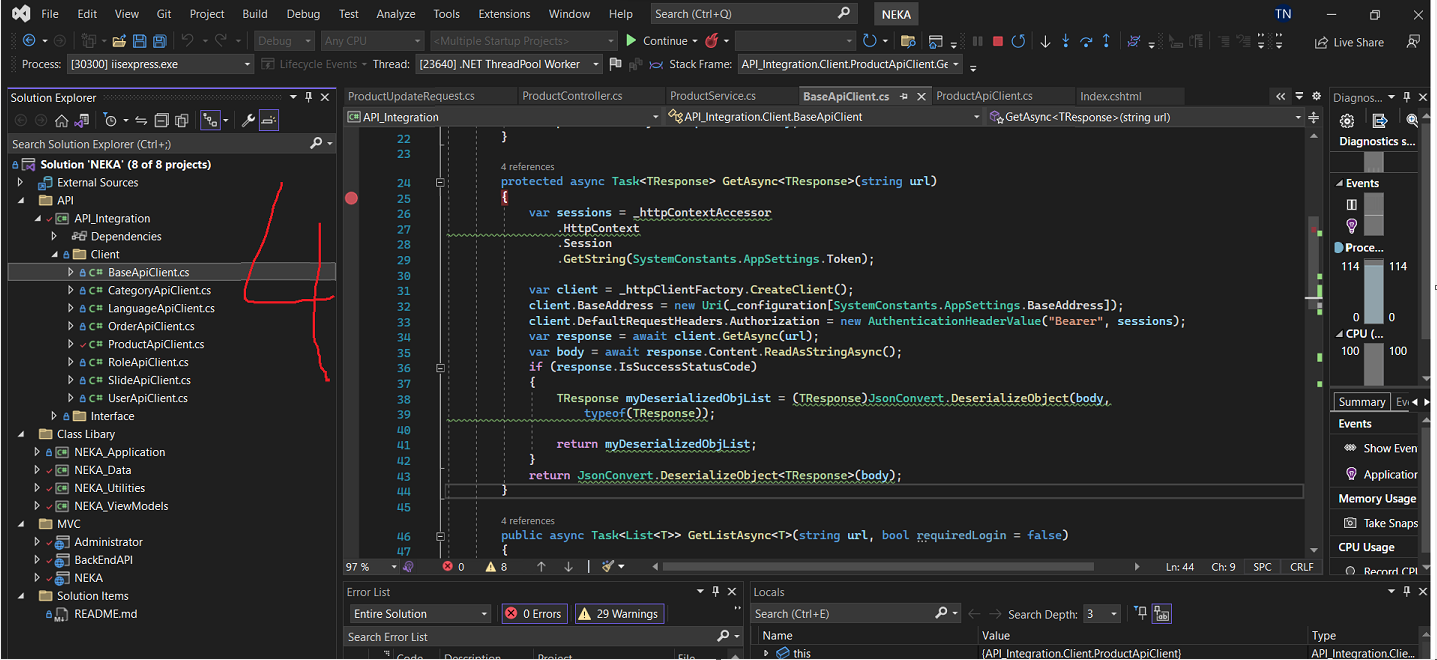 File Edit View Git Project Build Debug Test Analyze Tools Extensions Window Help Search (Ctrl+Q) NEKA TN
Debug Any CPU <Multiple Startup Projects> Continue Live Share
Process: [30300] iisexpress.exe Lifecycle Events Thread: [23640] .NET ThreadPool Worker Stack Frame: API_Integration.Client.ProductApiClient.Ge
Solution Explorer
Search Solution Explorer (Ctrl+;)
Solution 'NEKA' (8 of 8 projects)
External Sources
API
API_Integration
Dependencies
Client
BaseApiClient.cs
CategoryApiClient.cs
LanguageApiClient.cs
OrderApiClient.cs
ProductApiClient.cs
RoleApiClient.cs
SlideApiClient.cs
UserApiClient.cs
Interface
Class Libary
NEKA_Application
NEKA_Data
NEKA_Utilities
NEKA_ViewModels
MVC
Administrator
BackEndAPI
NEKA
Solution Items
README.md
4
ProductUpdateRequest.cs ProductController.cs ProductService.cs BaseApiClient.cs ProductApiClient.cs Index.cshtml
API_Integration API_Integration.Client.BaseApiClient GetAsync<TResponse>(string url)
22 }
23
4 references
24 protected async Task<TResponse> GetAsync<TResponse>(string url)
25 {
26 var sessions = _httpContextAccessor
27 .HttpContext
28 .Session
29 .GetString(SystemConstants.AppSettings.Token);
30
31 var client = _httpClientFactory.CreateClient();
32 client.BaseAddress = new Uri(_configuration[SystemConstants.AppSettings.BaseAddress]);
33 client.DefaultRequestHeaders.Authorization = new AuthenticationHeaderValue("Bearer", sessions);
34 var response = await client.GetAsync(url);
35 var body = await response.Content.ReadAsStringAsync();
36 if (response.IsSuccessStatusCode)
37 {
38 TResponse myDeserializedObjList = (TResponse)JsonConvert.DeserializeObject(body,
39 typeof(TResponse));
40
41 return myDeserializedObjList;
42 }
43 return JsonConvert.DeserializeObject<TResponse>(body);
44 }
45
4 references
46 public async Task<List<T>> GetListAsync<T>(string url, bool requiredLogin = false)
47 {
97 % 0 8 Ln: 44 Ch: 9 SPC CRLF
Error List
Entire Solution 0 Errors 29 Warnings
Search Error List
Code Description Project File
Locals
Search (Ctrl+E) Search Depth: 3
Name Value Type
this {API_Integration.Client.ProductApiClient} API_Integration.Clie...
Diagnos...
Diagnostics s...
Events
Proce...
114 114
0 0
CPU (...
100 100
Summary Eve
Events
Show Even
Application
Memory Usage
Take Snaps
CPU Usage
Record CPU